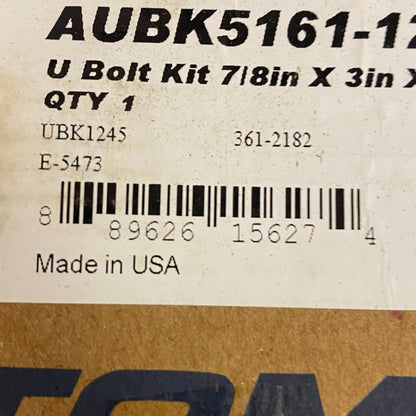 AUBK5161-12
U Bolt Kit 7/8in X 3in X
QTY 1
UBK1245 361-2182
E-5473
8 89626 15627 4
Made in USA
TOM